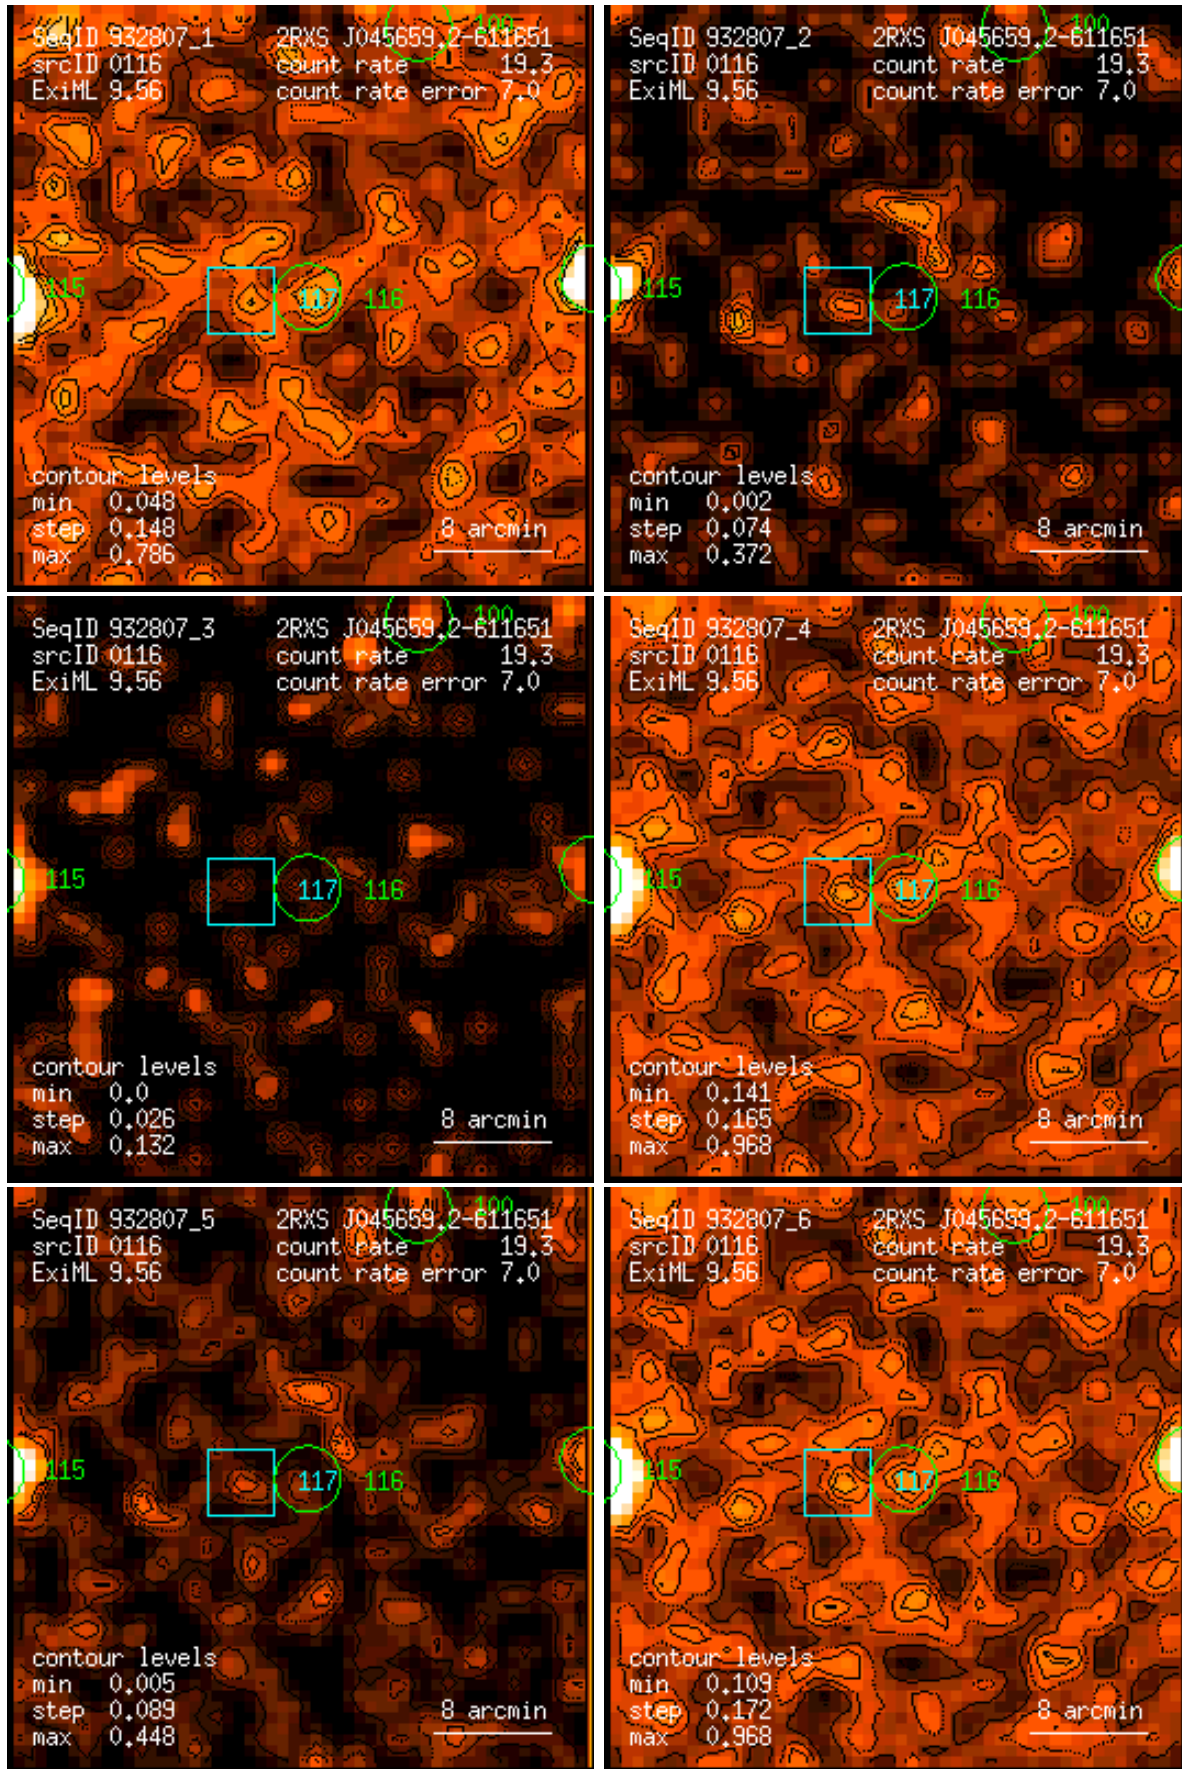 100
SeqID 932807_1 2RXS J045659.2-611651
srcID 0116 count rate 19.3
ExiML 9.56 count rate error 7.0
115 117 116
contour levels
min 0.048
step 0.148 8 arcmin
max 0.786
100
SeqID 932807_2 2RXS J045659.2-611651
srcID 0116 count rate 19.3
ExiML 9.56 count rate error 7.0
115 117 116
contour levels
min 0.002
step 0.074 8 arcmin
max 0.372
100
SeqID 932807_3 2RXS J045659.2-611651
srcID 0116 count rate 19.3
ExiML 9.56 count rate error 7.0
115 117 116
contour levels
min 0.0
step 0.026 8 arcmin
max 0.132
100
SeqID 932807_4 2RXS J045659.2-611651
srcID 0116 count rate 19.3
ExiML 9.56 count rate error 7.0
115 117 116
contour levels
min 0.141
step 0.165 8 arcmin
max 0.968
100
SeqID 932807_5 2RXS J045659.2-611651
srcID 0116 count rate 19.3
ExiML 9.56 count rate error 7.0
115 117 116
contour levels
min 0.005
step 0.089 8 arcmin
max 0.448
100
SeqID 932807_6 2RXS J045659.2-611651
srcID 0116 count rate 19.3
ExiML 9.56 count rate error 7.0
115 117 116
contour levels
min 0.109
step 0.172 8 arcmin
max 0.968